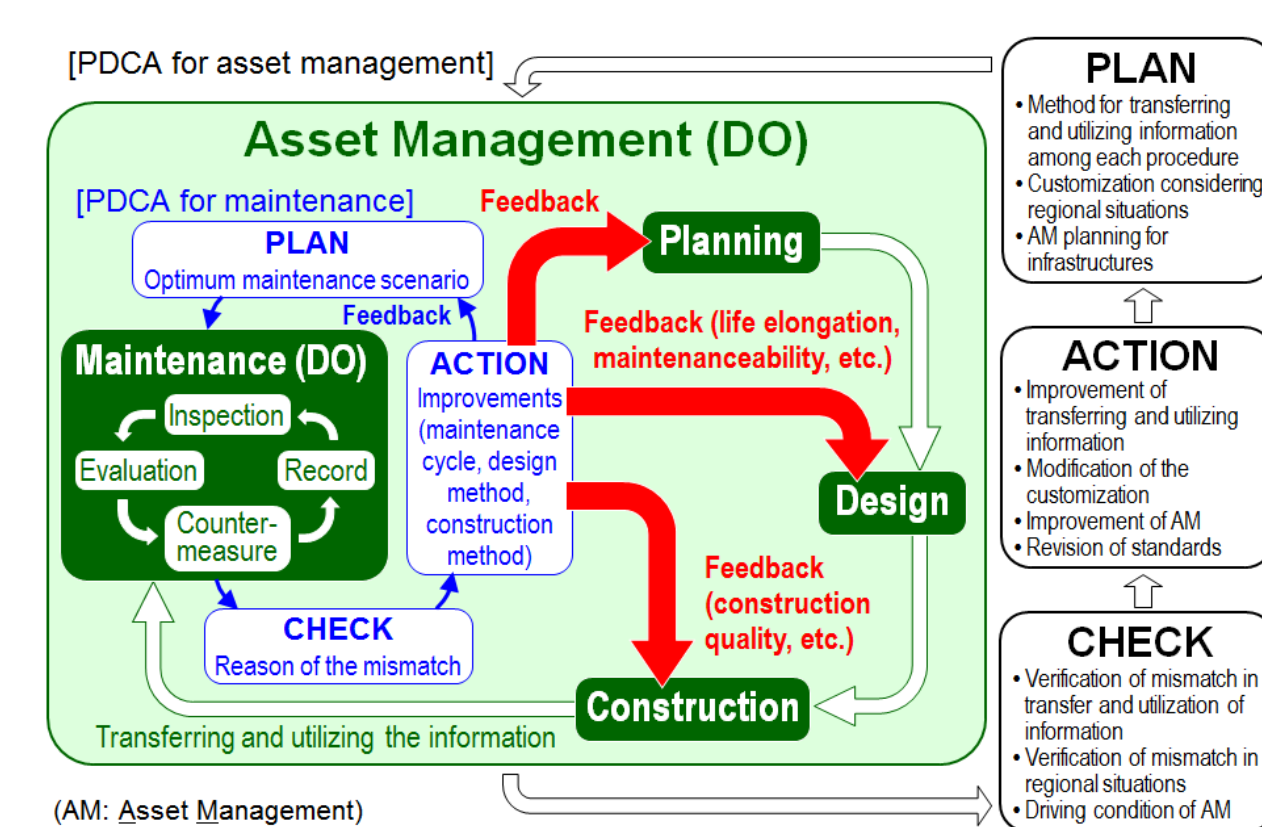 [PDCA for asset management]
Asset Management (DO)
[PDCA for maintenance]
PLAN
Optimum maintenance scenario
Feedback
Feedback
Planning
Maintenance (DO)
Inspection
Evaluation
Record
Counter-
measure
ACTION
Improvements
(maintenance
cycle, design
method,
construction
method)
Feedback (life elongation,
maintenanceability, etc.)
Design
Feedback
(construction
quality, etc.)
CHECK
Reason of the mismatch
Construction
Transferring and utilizing the information
(AM: Asset Management)
PLAN
• Method for transferring
and utilizing information
among each procedure
• Customization considering
regional situations
• AM planning for
infrastructures
ACTION
• Improvement of
transferring and utilizing
information
• Modification of the
customization
• Improvement of AM
• Revision of standards
CHECK
• Verification of mismatch in
transfer and utilization of
information
• Verification of mismatch in
regional situations
• Driving condition of AM